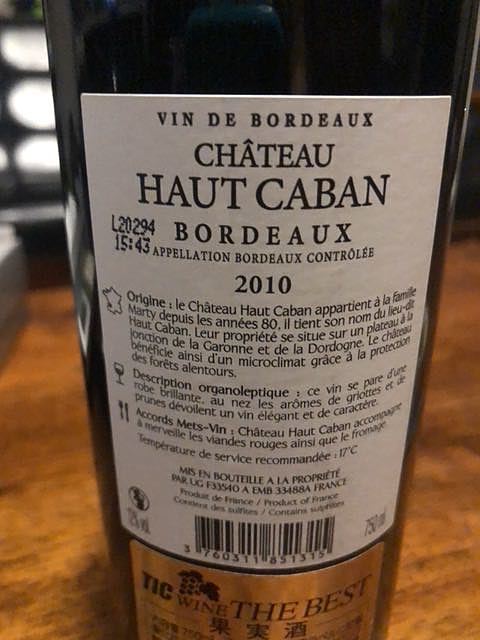 VIN DE BORDEAUX
CHÂTEAU
HAUT CABAN
L20294
15:43
BORDEAUX
APPELLATION BORDEAUX CONTRÔLÉE
2010
Origine : le Château Haut Caban appartient à la famille
Marty depuis les années 80, il tient son nom du lieu-dit
Haut Caban. Leur propriété se situe sur un plateau à la
jonction de la Garonne et de la Dordogne. Le château
bénéficie ainsi d'un microclimat grâce à la protection
des forêts alentours.
Description organoleptique : ce vin se pare d'une
robe brillante, au nez les arômes de griottes et de
prunes dévoilent un vin élégant et de caractère.
Accords Mets-Vin : Château Haut Caban accompagne
à merveille les viandes rouges ainsi que le fromage.
Température de service recommandée : 17°C
MIS EN BOUTEILLE A LA PROPRIÉTÉ
PAR UG F33540 A EMB 33488A FRANCE
Produit de France / Product of France
Contient des sulfites / Contains sulphites
750 ml
3 760311 851315
TIC WINE THE BEST
果実酒